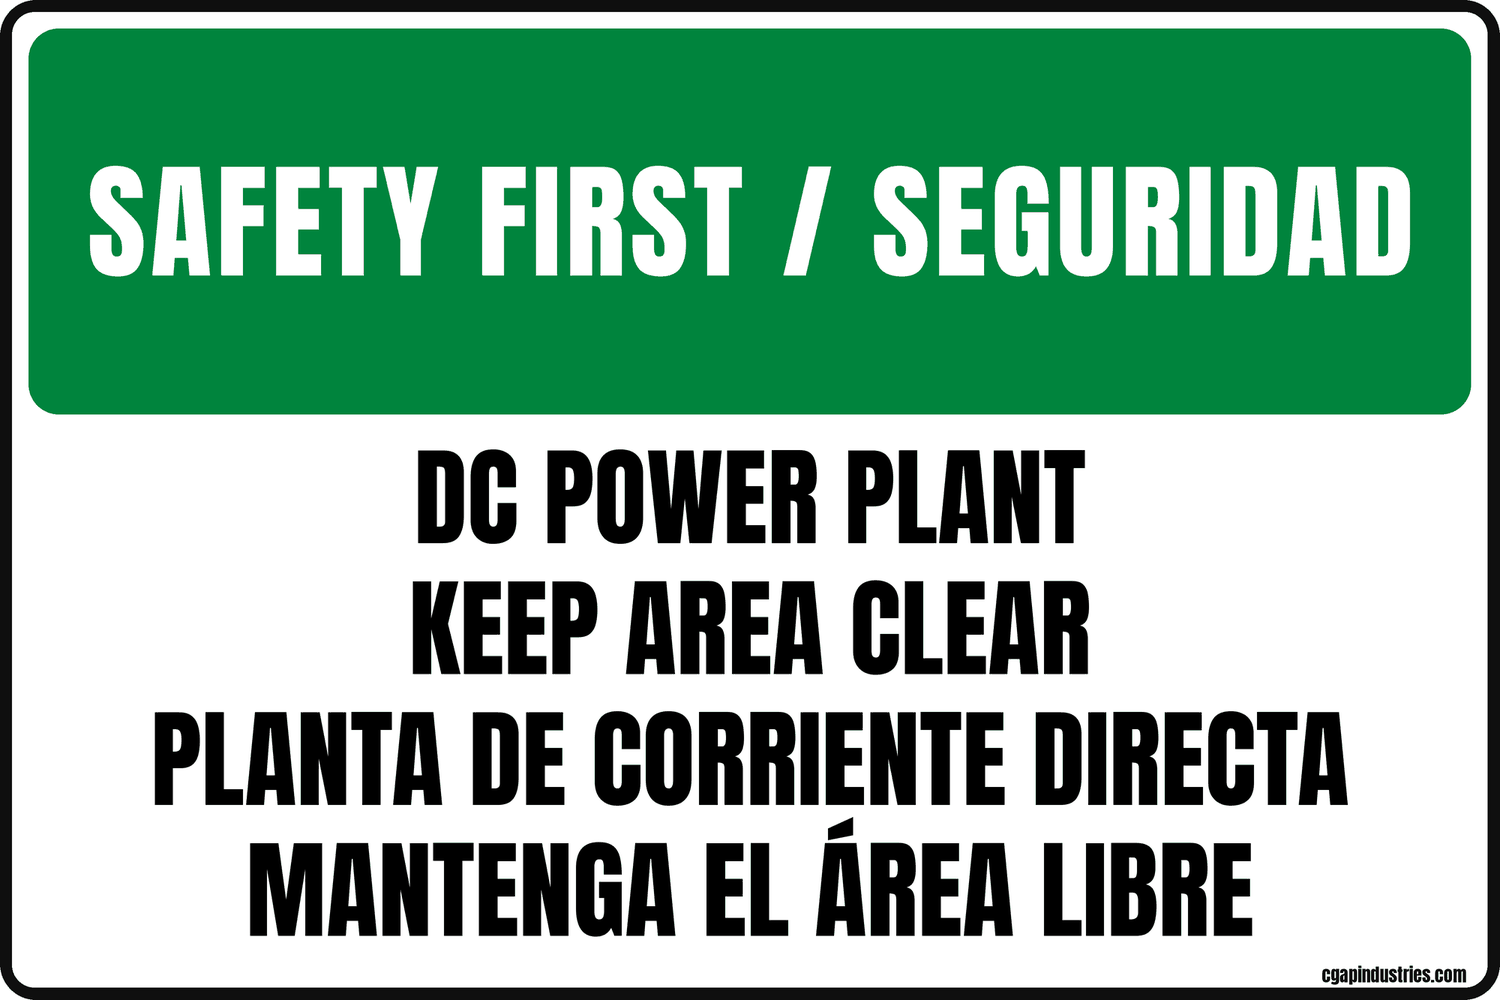 SAFETY FIRST / SEGURIDAD
DC POWER PLANT
KEEP AREA CLEAR
PLANTA DE CORRIENTE DIRECTA
MANTENGA EL ÁREA LIBRE
cgapindustries.com